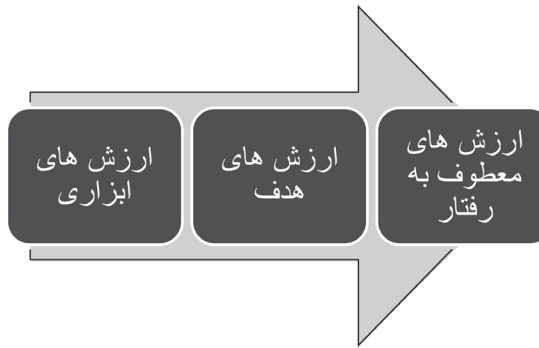 ارزش های
معطوف به
رفتار
ارزش های
هدف
ارزش های
ابزاری